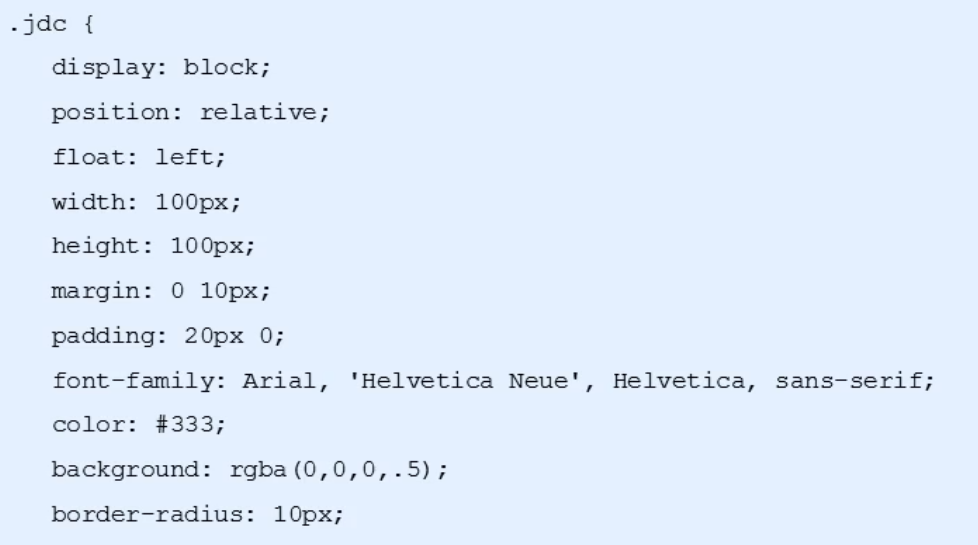 .jdc {
display: block;
position: relative;
float: left;
width: 100px;
height: 100px;
margin: 0 10px;
padding: 20px 0;
font-family: Arial, 'Helvetica Neue', Helvetica, sans-serif;
color: #333;
background: rgba(0,0,0,.5);
border-radius: 10px;